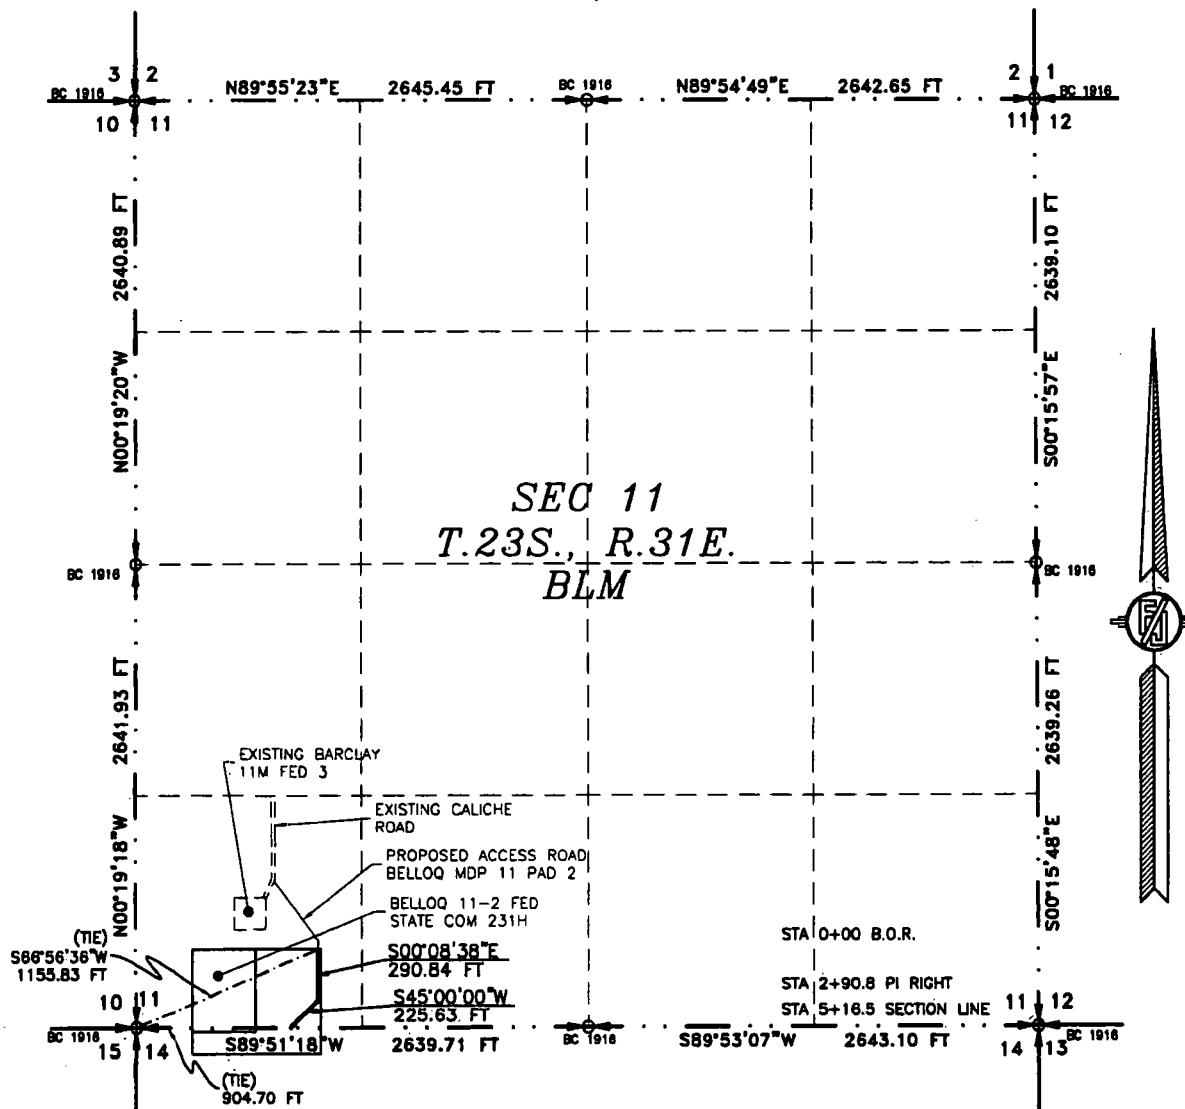 3 2
N89°55'23"E 2645.45 FT
BC 1916
N89°54'49"E 2642.65 FT
2 1
BC 1916
BC 1916
10 11
11 12
2640.89 FT
N00°19'20"W
2639.10 FT
S00°15'57"E
SEC 11
T.23S., R.31E.
BLM
BC 1916
BC 1916
2641.93 FT
N00°19'18"W
2639.26 FT
S00°15'48"E
EXISTING BARCLAY
11M FED 3
EXISTING CALICHE
ROAD
PROPOSED ACCESS ROAD
BELLOQ MDP 11 PAD 2
BELLOQ 11-2 FED
STATE COM 231H
(TIE)
S66°56'36"W
1155.83 FT
S00°08'38"E
290.84 FT
S45°00'00"W
225.63 FT
STA 0+00 B.O.R.
STA 2+90.8 PI RIGHT
STA 5+16.5 SECTION LINE
10 11
11 12
BC 1916
S89°51'18"W 2639.71 FT
BC 1916
S89°53'07"W 2643.10 FT
BC 1916
15 14
14 13
(TIE)
904.70 FT